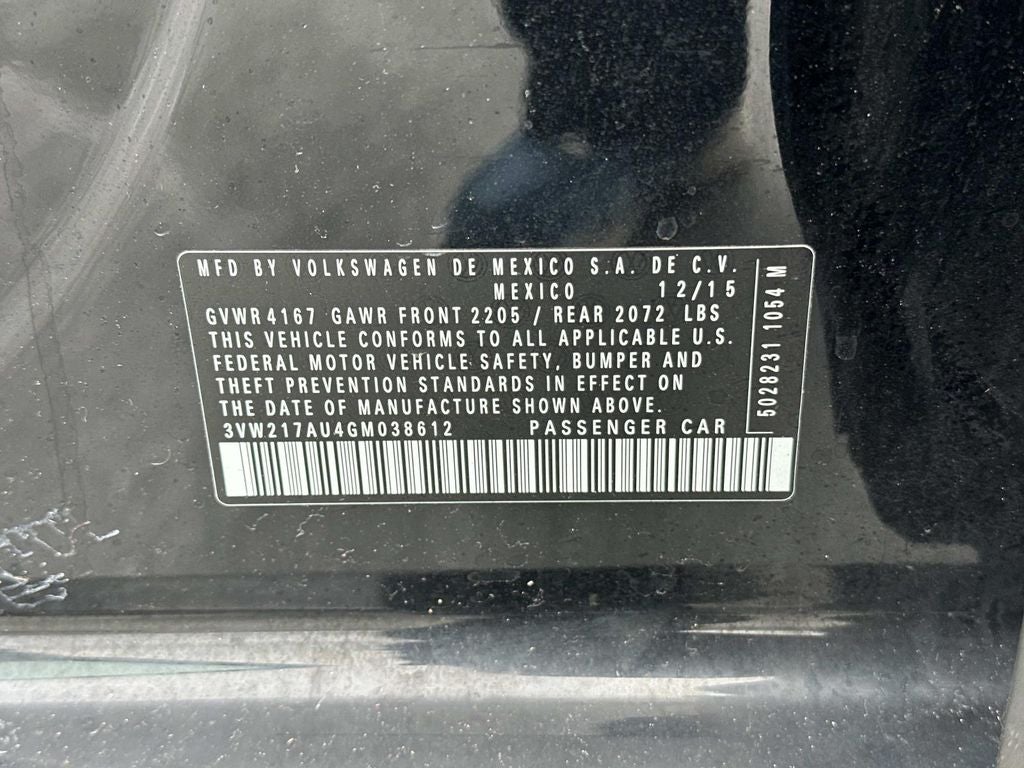 MFD BY VOLKSWAGEN DE MEXICO S.A. DE C.V.
MEXICO 12/15
GVWR 4167 GAWR FRONT 2205 / REAR 2072 LBS
THIS VEHICLE CONFORMS TO ALL APPLICABLE U.S.
FEDERAL MOTOR VEHICLE SAFETY, BUMPER AND
THEFT PREVENTION STANDARDS IN EFFECT ON
THE DATE OF MANUFACTURE SHOWN ABOVE.
3VW217AU4GM038612 PASSENGER CAR
5028231 1054 M